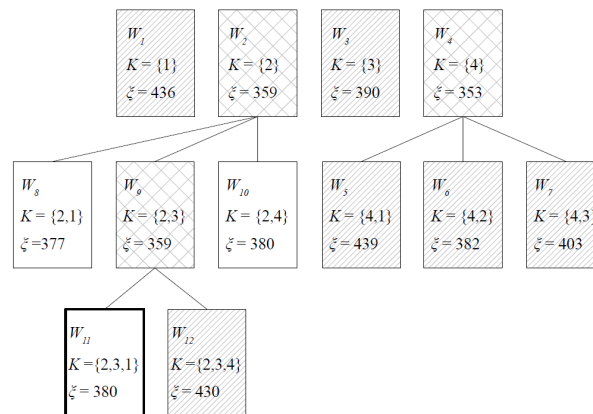 W₁
K = {1}
ξ = 436
W₂
K = {2}
ξ = 359
W₃
K = {3}
ξ = 390
W₄
K = {4}
ξ = 353
W₈
K = {2,1}
ξ =377
W₉
K = {2,3}
ξ = 359
W₁₀
K = {2,4}
ξ = 380
W₅
K = {4,1}
ξ = 439
W₆
K = {4,2}
ξ = 382
W₇
K = {4,3}
ξ = 403
W₁₁
K ={2,3,1}
ξ = 380
W₁₂
K ={2,3,4}
ξ = 430